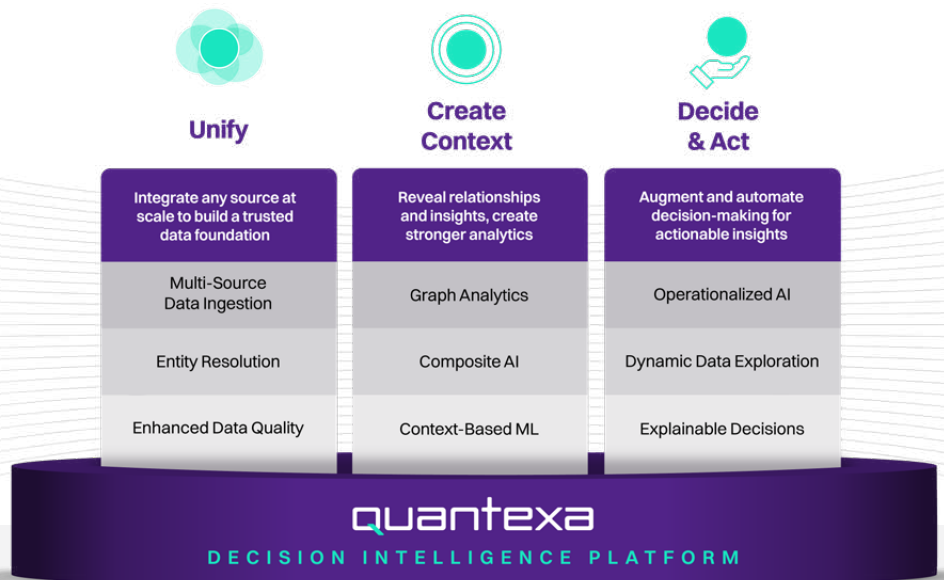 Unify
Create
Context
Decide
& Act
Integrate any source at
scale to build a trusted
data foundation
Reveal relationships
and insights, create
stronger analytics
Augment and automate
decision-making for
actionable insights
Multi-Source
Data Ingestion
Graph Analytics
Operationalized AI
Entity Resolution
Composite AI
Dynamic Data Exploration
Enhanced Data Quality
Context-Based ML
Explainable Decisions
quantexa
DECISION INTELLIGENCE PLATFORM